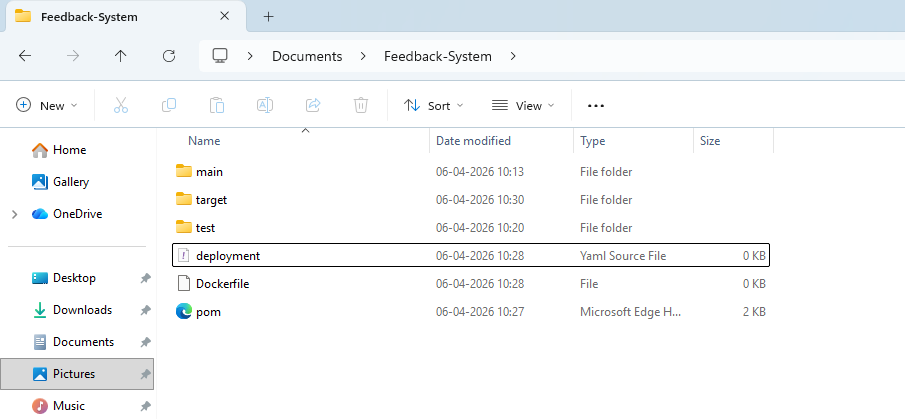 Feedback-System
Documents > Feedback-System >
New Sort View ...
Name Date modified Type Size
Home
Gallery
OneDrive
Desktop
Downloads
Documents
Pictures
Music
main 06-04-2026 10:13 File folder
target 06-04-2026 10:30 File folder
test 06-04-2026 10:20 File folder
deployment 06-04-2026 10:28 Yaml Source File 0 KB
Dockerfile 06-04-2026 10:28 File 0 KB
pom 06-04-2026 10:27 Microsoft Edge H... 2 KB